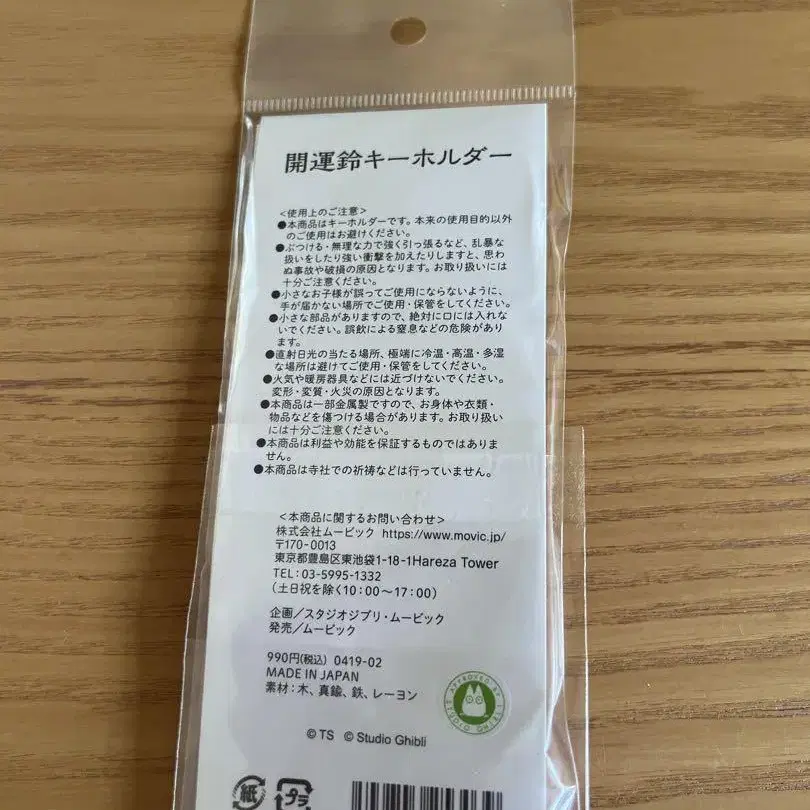 開運鈴キーホルダー
<使用上のご注意>
●本商品はキーホルダーです。本来の使用目的以外
のご使用はお避けください。
●ぶつける・無理な力で強く引っ張るなど、乱暴な
扱いをしたり強い衝撃を加えたりしますと、思わ
ぬ事故や破損の原因となります。お取り扱いには
十分ご注意ください。
●小さなお子様が誤ってご使用にならないように、
手が届かない場所でご使用・保管をしてください。
●小さな部品がありますので、絶対に口には入れな
いでください。誤飲による窒息などの危険があり
ます。
●直射日光の当たる場所、極端に冷温・高温・多湿
な場所は避けてご使用・保管をしてください。
●火気や暖房器具などには近づけないでください。
変形・変質・火災の原因となります。
●本商品は一部金属製ですので、お身体や衣類・
物品などを傷つける場合があります。お取り扱い
には十分ご注意ください。
●本商品は利益や効能を保証するものではありま
せん。
●本商品は寺社での祈祷などは行っていません。
<本商品に関するお問い合わせ>
株式会社ムービック https://www.movic.jp/
〒170-0013
東京都豊島区東池袋1-18-1Hareza Tower
TEL:03-5995-1332
(土日祝を除く10:00〜17:00)
企画/スタジオジブリ・ムービック
発売/ムービック
990円(税込) 0419-02
MADE IN JAPAN
素材:木、真鍮、鉄、レーヨン
APPROVED BY STUDIO GHIBLI
© TS © Studio Ghibli
紙 プラ